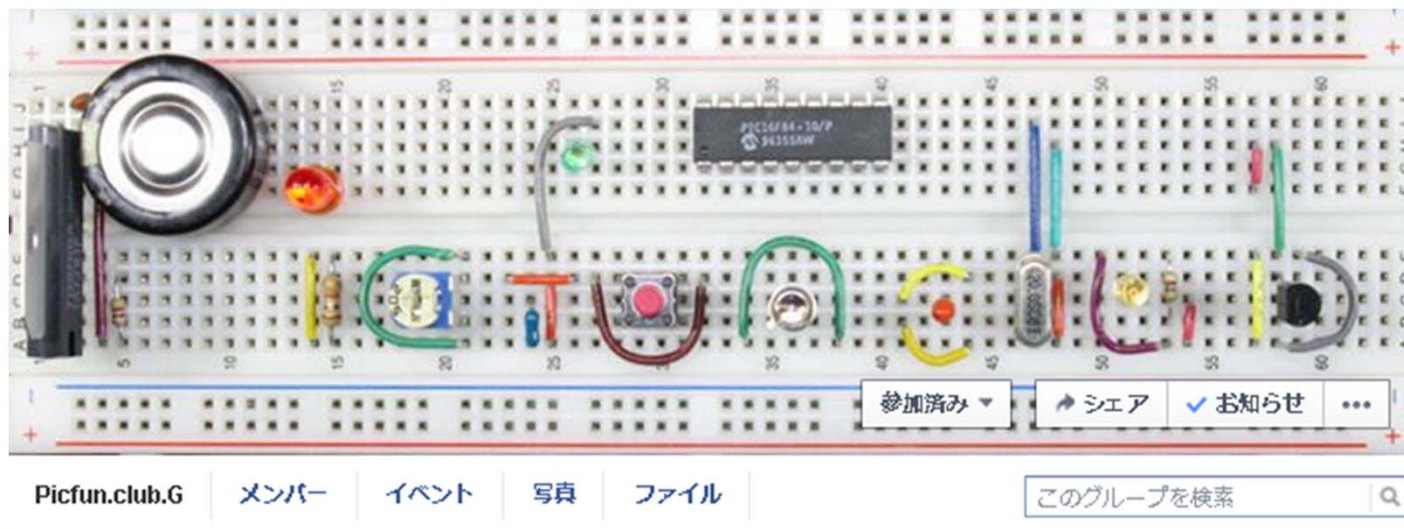 PIC16F84-10/P
参加済み
シェア
お知らせ
Picfun.club.G
メンバー
イベント
写真
ファイル
このグループを検索